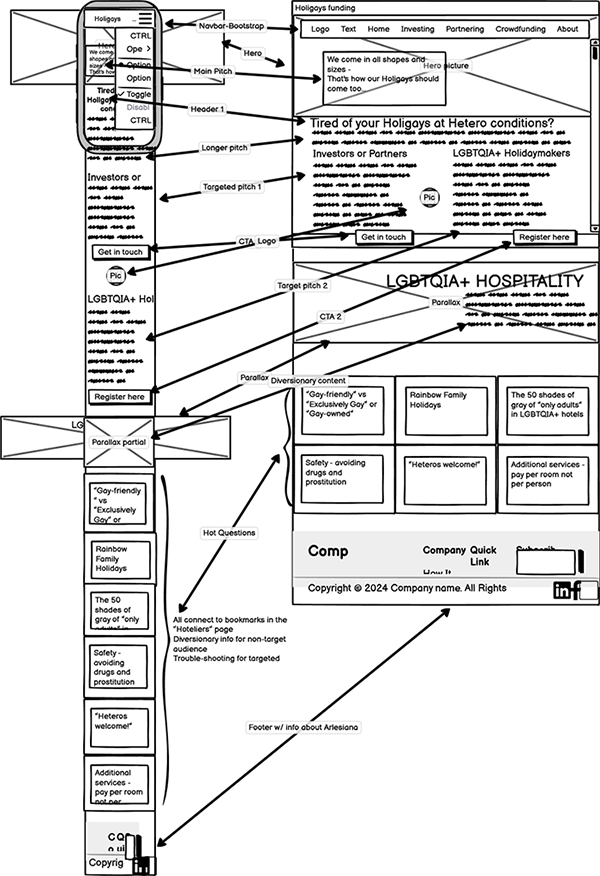 Holigays ...
CTRL
Ope >
Option
Option
Toggle
Disabl
CTRL
Hero
We come
shapes o
sizes -
That's how
Tired
Holiga
cond
Investors or
Get in touch
Pic
LGBTQIA+ Hol
Register here
LG
Parallax partial
"Gay-friendly
" vs
"Exclusively
Gay" or
Rainbow
Family
Holidays
The 50
shades of
gray of "only
adults" in
Safety -
avoiding
drugs and
prostitution
"Heteros
welcome!"
Additional
services -
pay per room
not per
Copyrig
Navbar-Bootstrap
Hero
Main Pitch
Header 1
Longer pitch
Targeted pitch 1
CTA
Logo
Target pitch 2
CTA 2
Parallax
Diversionary content
Hot Questions
All connect to bookmarks in the
"Hoteliers" page
Diversionary info for non-target
audience
Trouble-shooting for targeted
Footer w/ info about Arlesiana
Holigays funding
Logo Text Home Investing Partnering Crowdfunding About
We come in all shapes and
sizes -
That's how our Holigays should
come too...
Hero picture
Tired of your Holigays at Hetero conditions?
Investors or Partners
LGBTQIA+ Holidaymakers
Pic
Get in touch
Register here
LGBTQIA+ HOSPITALITY
Parallax
"Gay-friendly" vs
"Exclusively Gay" or
"Gay-owned"
Rainbow Family
Holidays
The 50 shades of
gray of "only adults"
in LGBTQIA+ hotels
Safety - avoiding
drugs and
prostitution
"Heteros welcome!"
Additional services -
pay per room not
per person
Comp
Company
How It
Quick
Link
Subscrib
Copyright © 2024 Company name. All Rights
in f